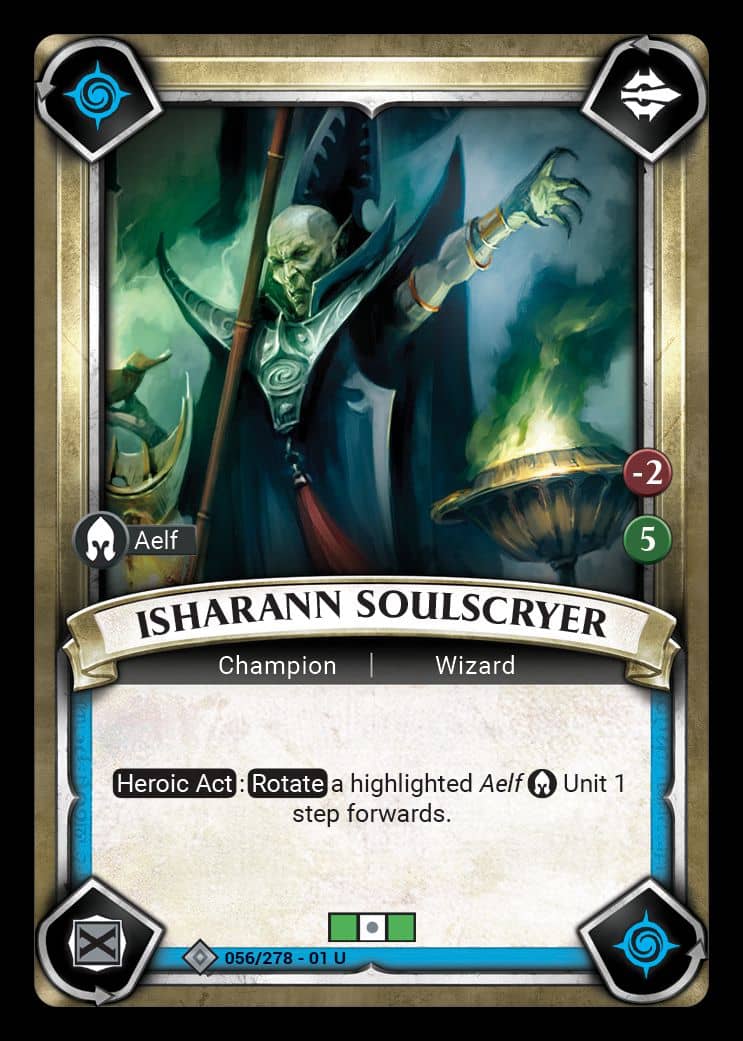 -2
Aelf
5
ISHARANN SOULSCRYER
Champion | Wizard
Heroic Act : Rotate a highlighted Aelf Unit 1
step forwards.
056/278 - 01 U